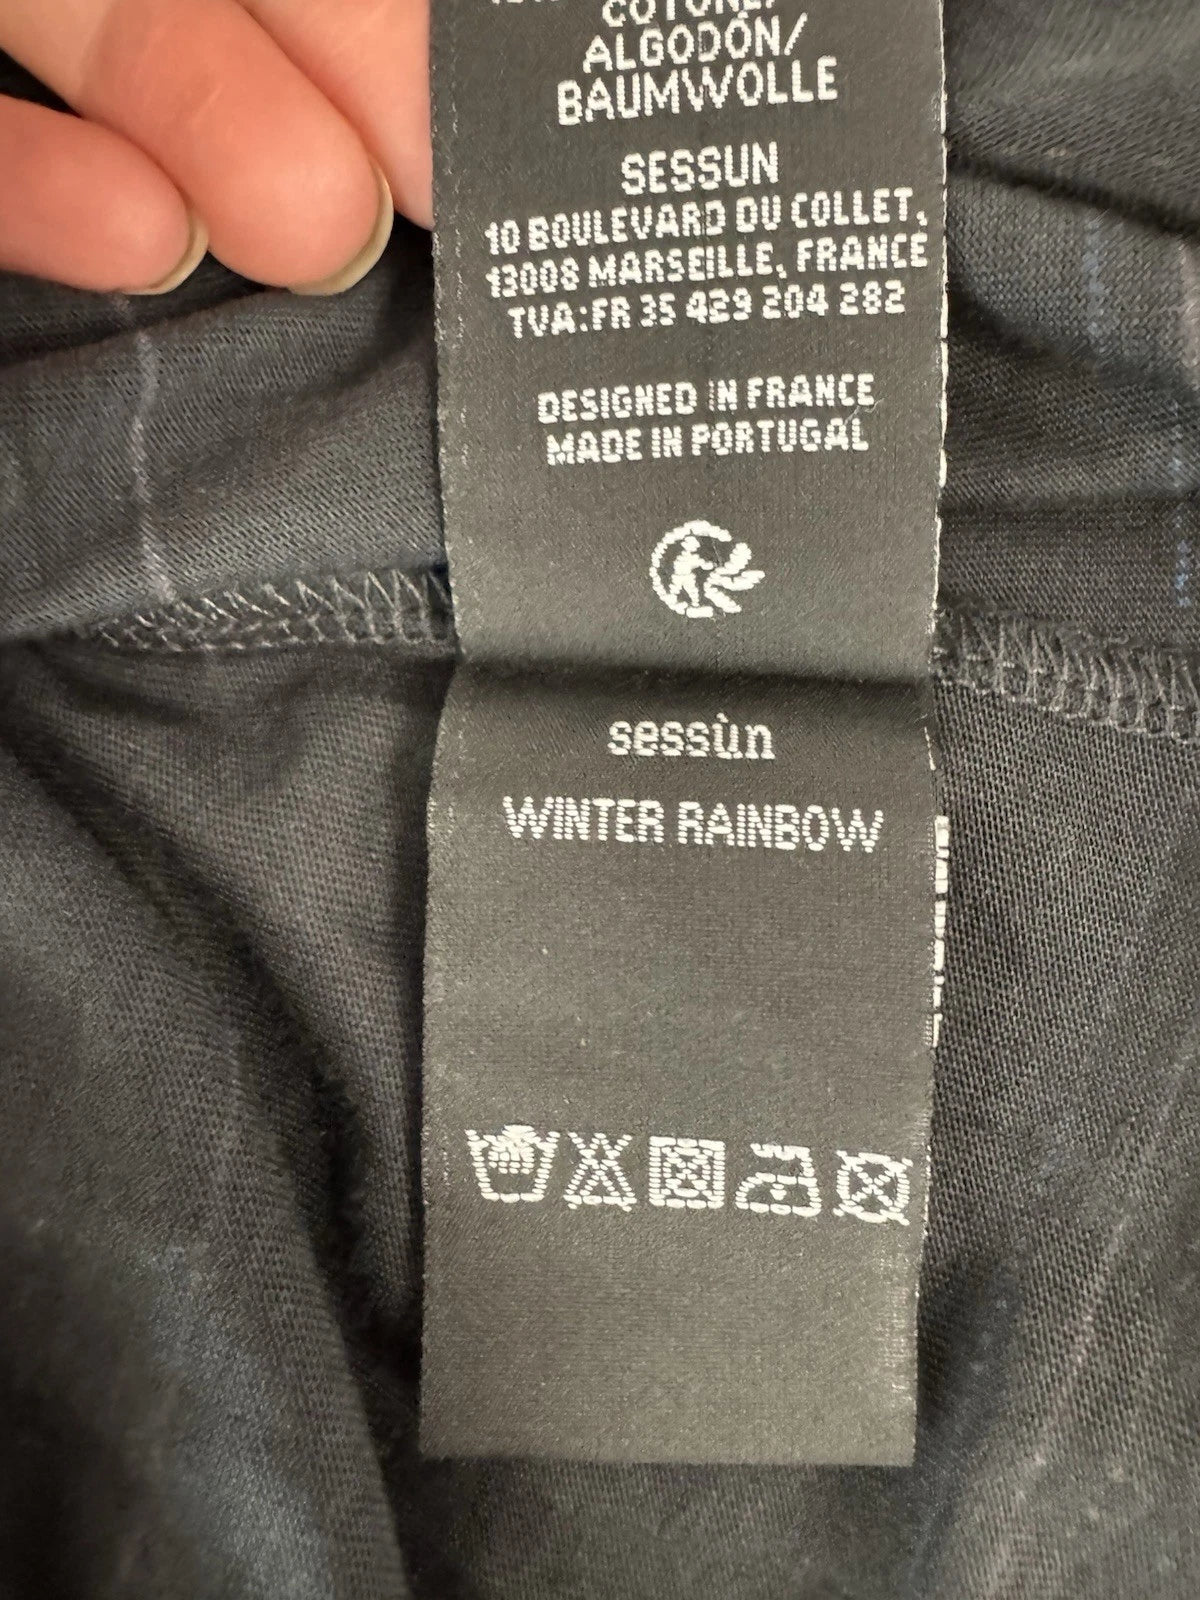 COTONE/
ALGODÓN/
BAUMWOLLE
SESSUN
10 BOULEVARD DU COLLET,
13008 MARSEILLE, FRANCE
TVA:FR 35 429 204 282
DESIGNED IN FRANCE
MADE IN PORTUGAL
sessùn
WINTER RAINBOW